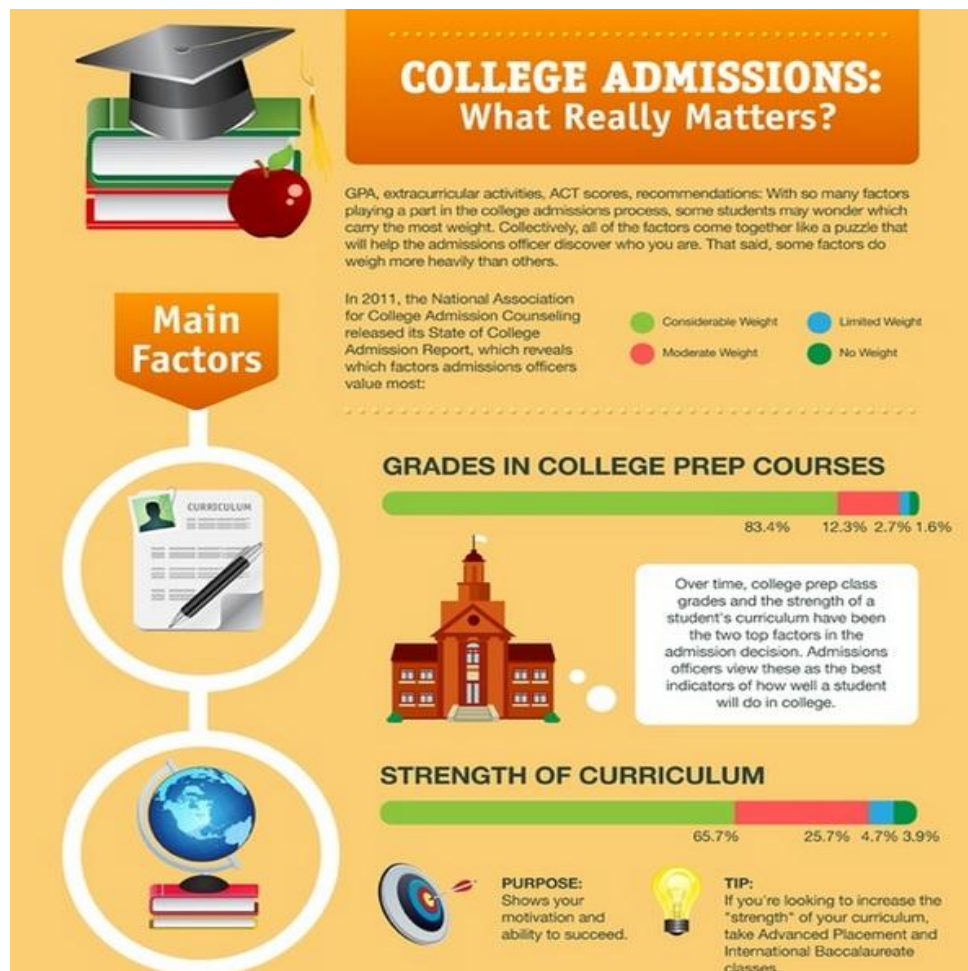 COLLEGE ADMISSIONS:
What Really Matters?
GPA, extracurricular activities, ACT scores, recommendations: With so many factors
playing a part in the college admissions process, some students may wonder which
carry the most weight. Collectively, all of the factors come together like a puzzle that
will help the admissions officer discover who you are. That said, some factors do
weigh more heavily than others.
Main
Factors
In 2011, the National Association
for College Admission Counseling
released its State of College
Admission Report, which reveals
which factors admissions officers
value most:
Considerable Weight
Limited Weight
Moderate Weight
No Weight
GRADES IN COLLEGE PREP COURSES
83.4% 12.3% 2.7% 1.6%
CURRICULUM
Over time, college prep class
grades and the strength of a
student's curriculum have been
the two top factors in the
admission decision. Admissions
officers view these as the best
indicators of how well a student
will do in college.
STRENGTH OF CURRICULUM
65.7% 25.7% 4.7% 3.9%
PURPOSE:
Shows your
motivation and
ability to succeed.
TIP:
If you're looking to increase the
"strength" of your curriculum,
take Advanced Placement and
International Baccalaureate
classes